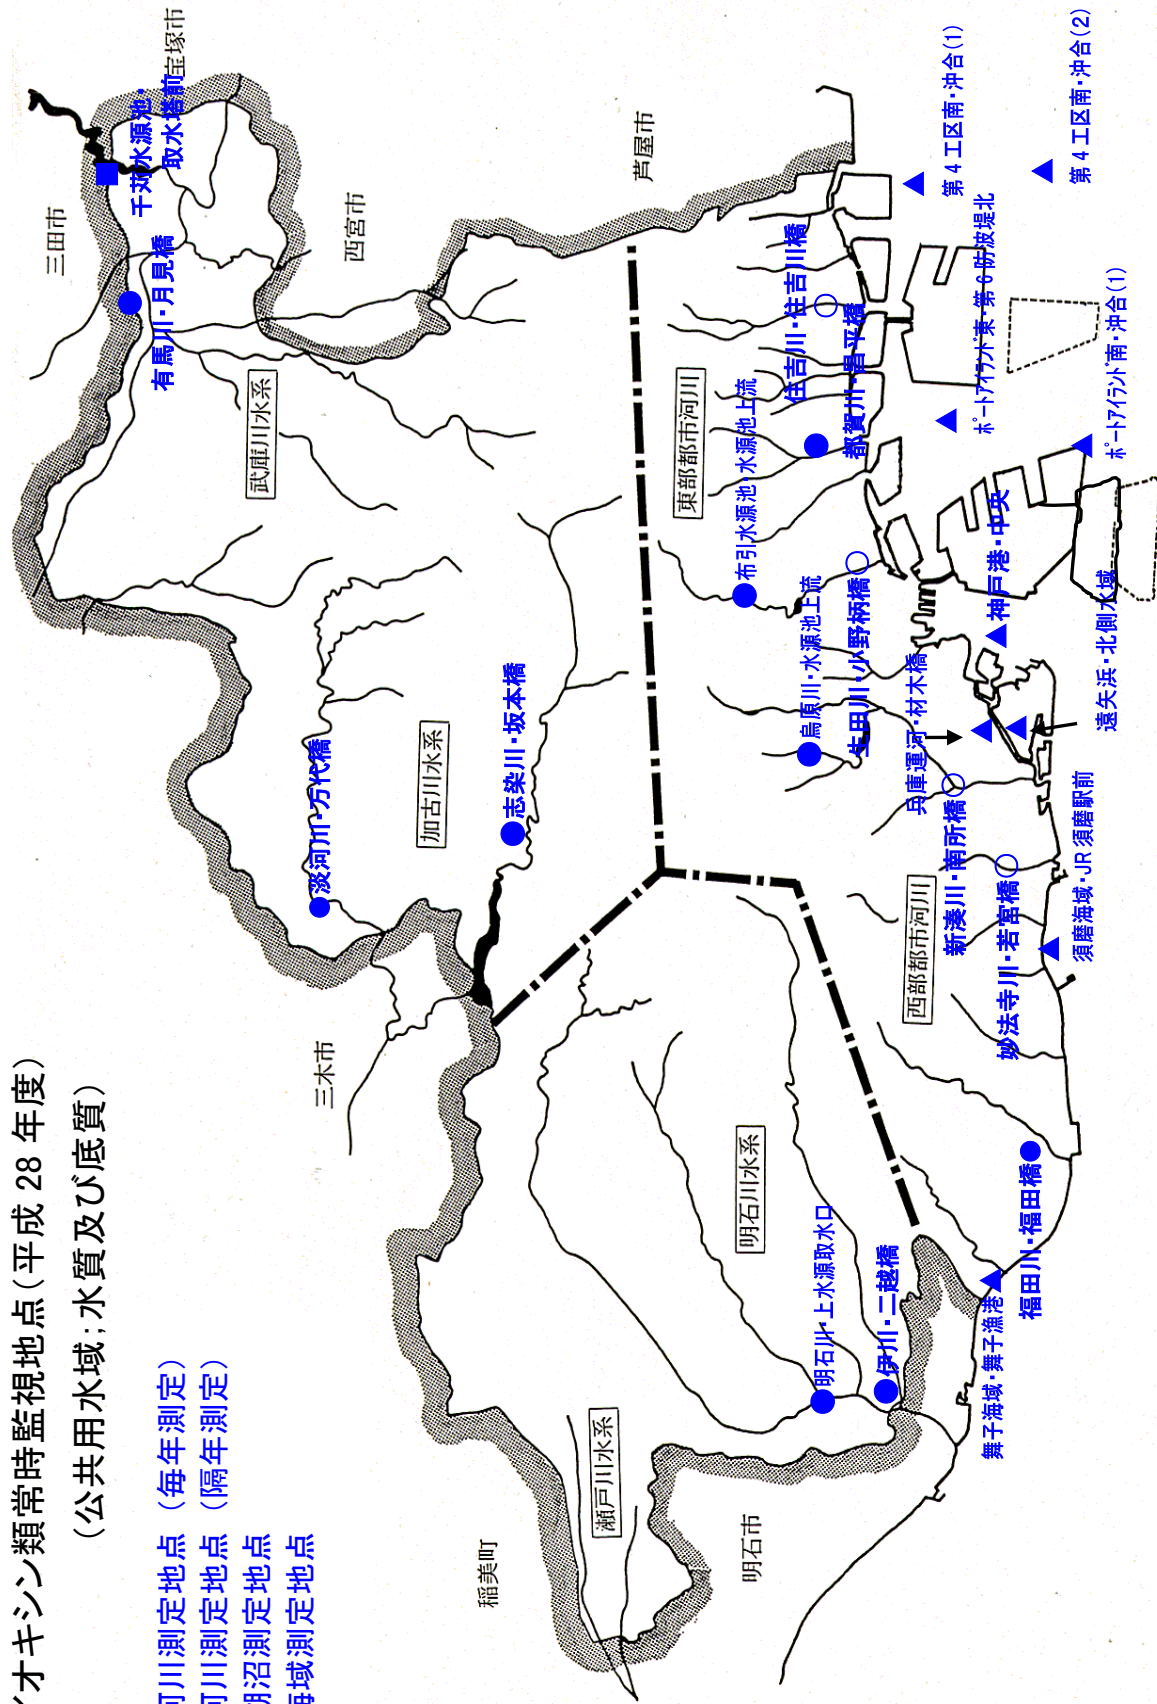 イオキシン類常時監視地点(平成 28 年度)
(公共用水域;水質及び底質)
河川測定地点 (毎年測定)
河川測定地点 (隔年測定)
湖沼測定地点
海域測定地点
三田市
宝塚市
西宮市
芦屋市
三木市
稲美町
明石市
武庫川水系
加古川水系
東部都市河川
西部都市河川
明石川水系
瀬戸川水系
千苅水源池・
取水塔前
有馬川・月見橋
淡河川・万代橋
志染川・坂本橋
住吉川・住吉川橋
都賀川・昌平橋
布引水源池・水源池上流
烏原川・水源池上流
生田川・小野柄橋
兵庫運河・材木橋
新湊川・南所橋
妙法寺川・若宮橋
須磨海域・JR 須磨駅前
福田川・福田橋
舞子海域・舞子漁港
伊川・二越橋
明石川・上水源取水口
第4工区南・沖合(1)
第4工区南・沖合(2)
ポートアイランド東・第6防波堤北
ポートアイランド南・沖合(1)
神戸港・中央
遠矢浜・北側水域